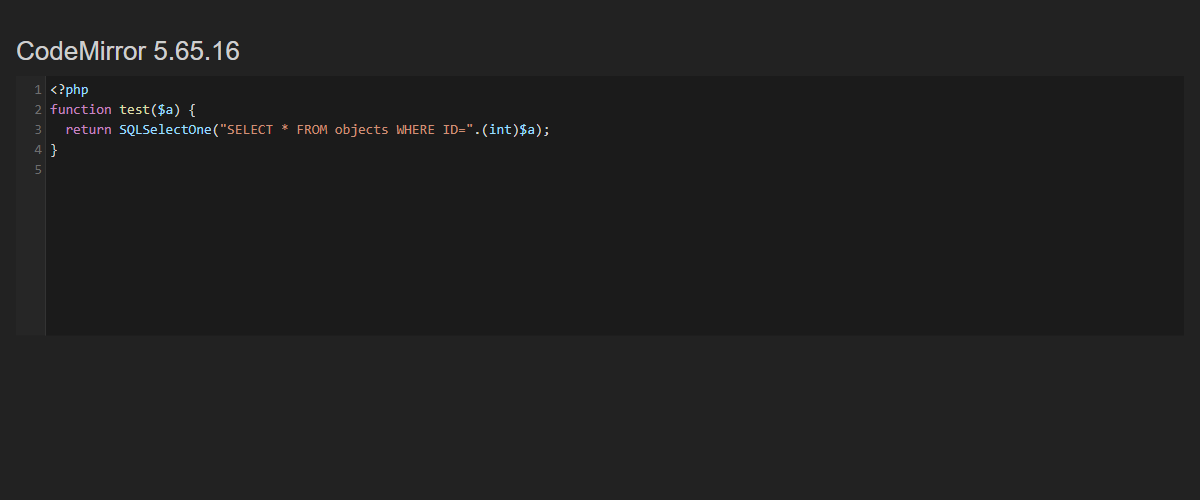 CodeMirror 5.65.16
1 <?php
2 function test($a) {
3   return SQLSelectOne("SELECT * FROM objects WHERE ID=".(int)$a);
4 }
5